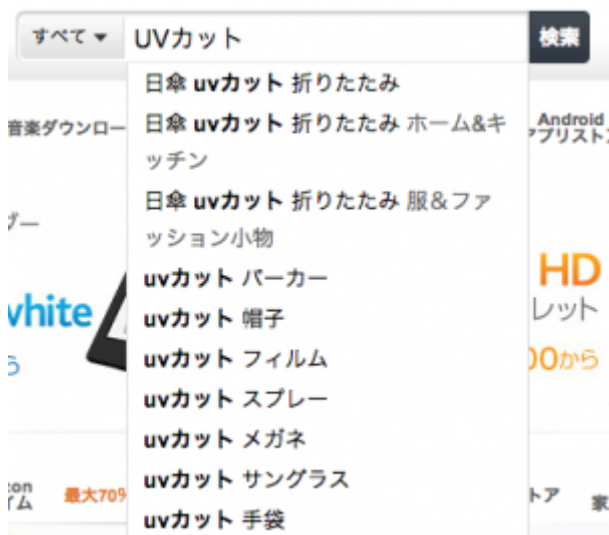 すべて ▼ UVカット 検索
日傘 uvカット 折りたたみ
日傘 uvカット 折りたたみ ホーム&キ
ッチン
日傘 uvカット 折りたたみ 服&ファ
ッション小物
uvカット パーカー
uvカット 帽子
uvカット フィルム
uvカット スプレー
uvカット メガネ
uvカット サングラス
uvカット 手袋
音楽ダウンロー
ダー
white
ら
zon
イム
最大70%
Android
アプリスト
HD
レット
00から
トア
家